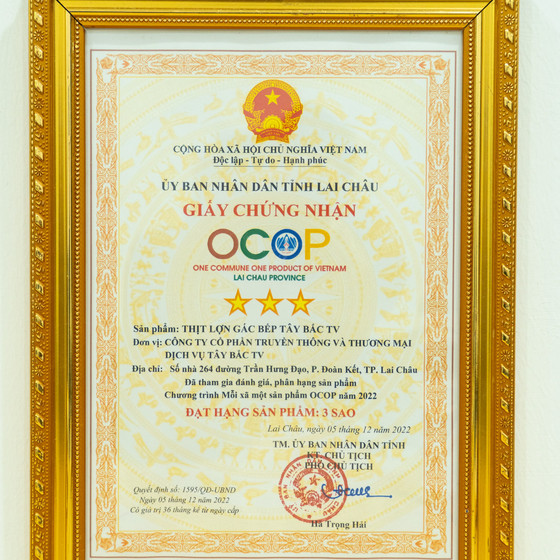 CỘNG HÒA XÃ HỘI CHỦ NGHĨA VIỆT NAM
Độc lập - Tự do - Hạnh phúc
ỦY BAN NHÂN DÂN TỈNH LAI CHÂU
GIẤY CHỨNG NHẬN
OCOP
ONE COMMUNE ONE PRODUCT OF VIETNAM
LAI CHAU PROVINCE
Sản phẩm: THỊT LỢN GÁC BẾP TÂY BẮC TV
Đơn vị: CÔNG TY CỔ PHẦN TRUYỀN THÔNG VÀ THƯƠNG MẠI
DỊCH VỤ TÂY BẮC TV
Địa chỉ: Số nhà 264 đường Trần Hưng Đạo, P. Đoàn Kết, TP. Lai Châu
Đã tham gia đánh giá, phân hạng sản phẩm
Chương trình Mỗi xã một sản phẩm OCOP năm 2022
ĐẠT HẠNG SẢN PHẨM: 3 SAO
Lai Châu, ngày 05 tháng 12 năm 2022
TM. ỦY BAN NHÂN DÂN TỈNH
KT. CHỦ TỊCH
PHÓ CHỦ TỊCH
Quyết định số: 1595/QĐ-UBND
Ngày 05 tháng 12 năm 2022
Có giá trị 36 tháng kể từ ngày cấp
Hà Trọng Hải